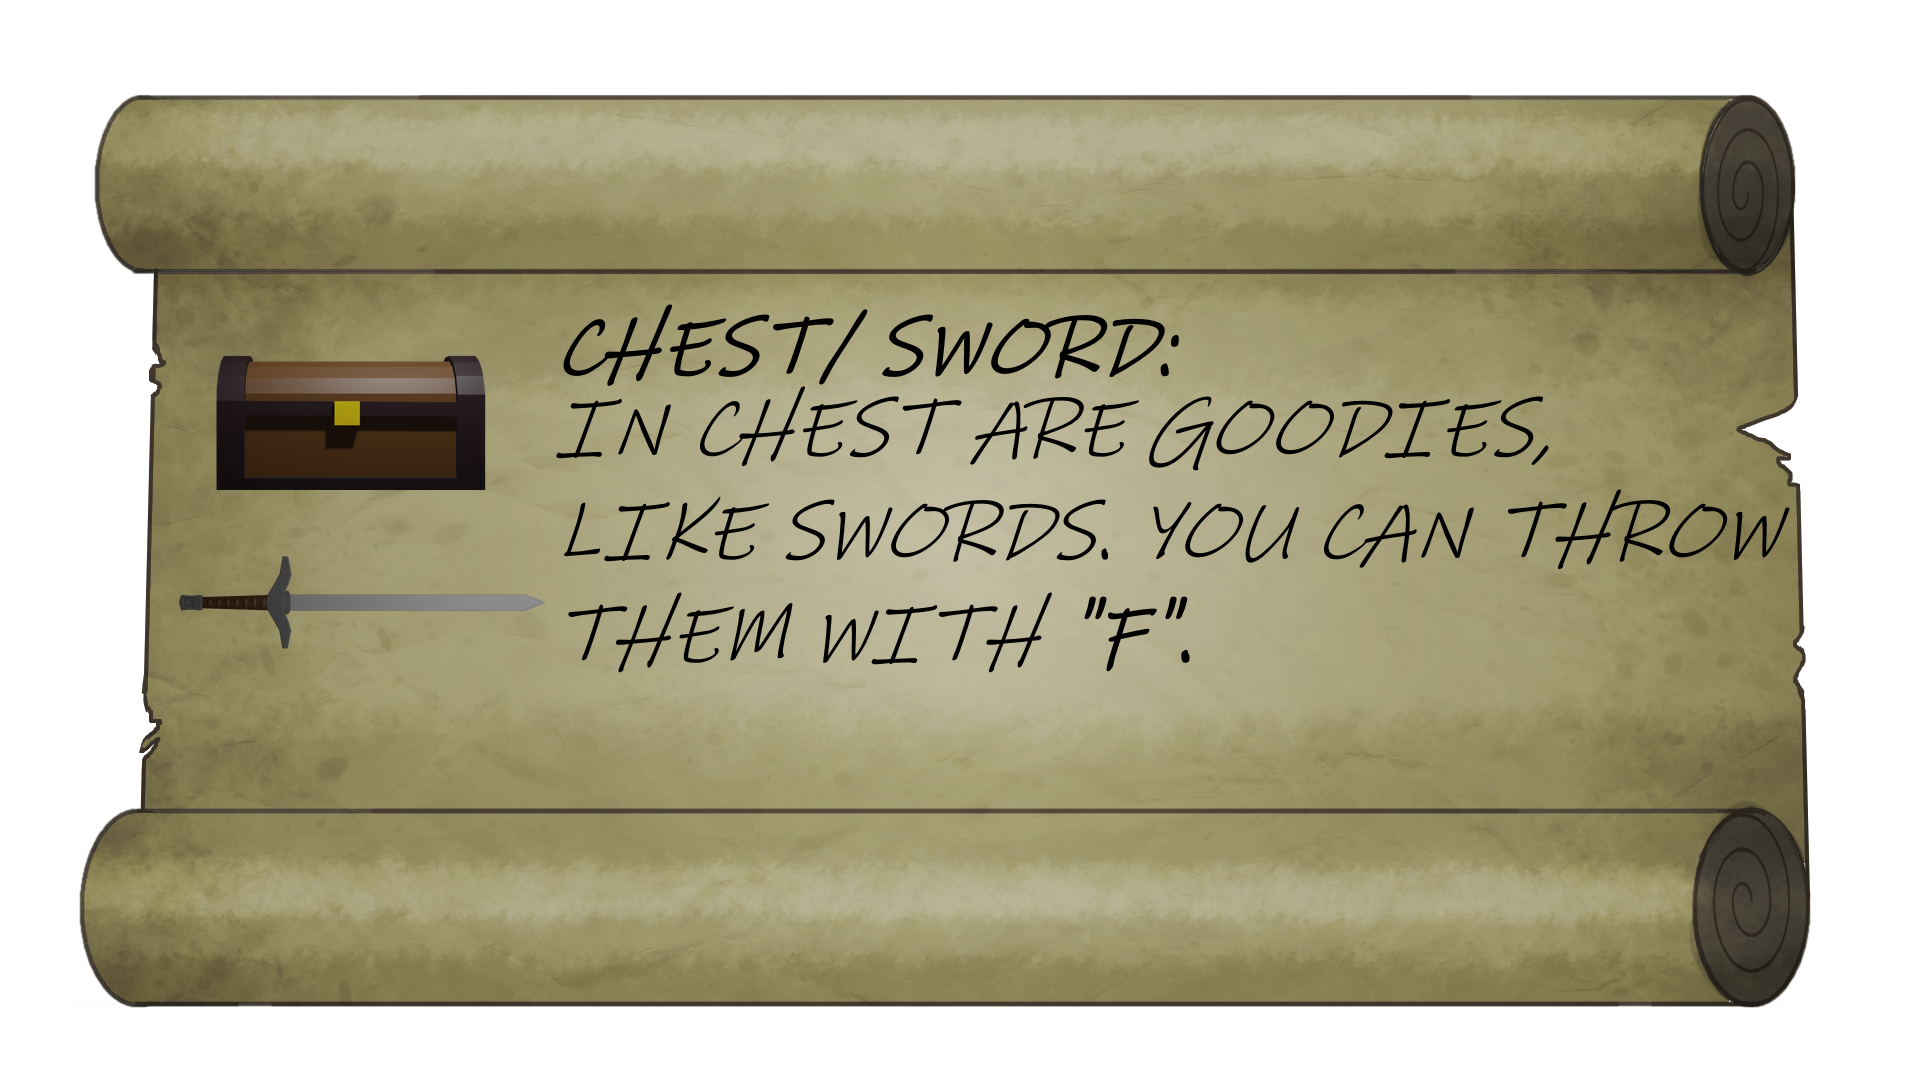 CHEST/ SWORD:
IN CHEST ARE GOODIES,
LIKE SWORDS. YOU CAN THROW
THEM WITH "F".